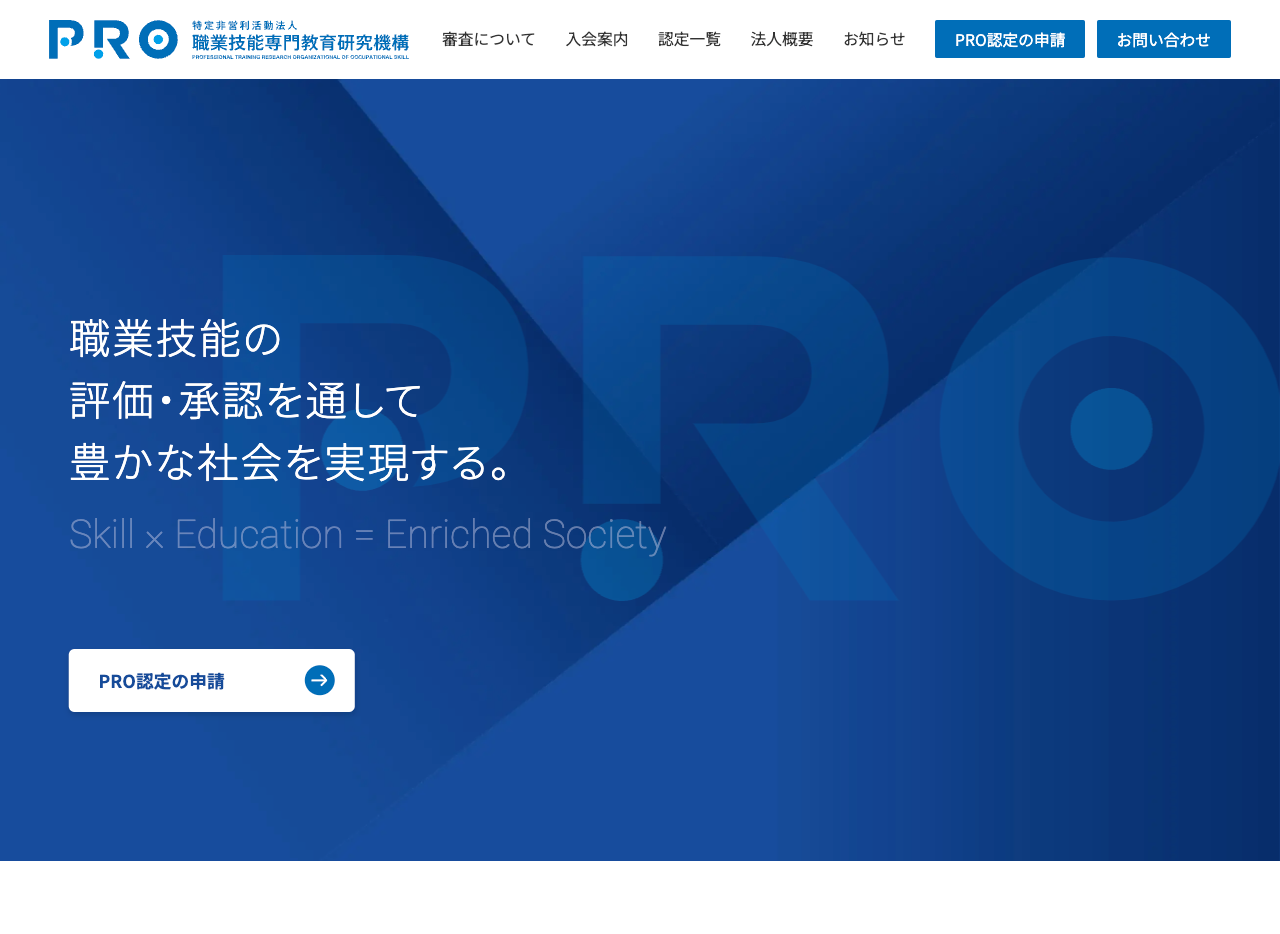 PRO
特定非営利活動法人
職業技能専門教育研究機構
PROFESSIONAL TRAINING RESEARCH ORGANIZATIONAL OF OCCUPATIONAL SKILL
審査について
入会案内
認定一覧
法人概要
お知らせ
PRO認定の申請
お問い合わせ
PRO
職業技能の
評価・承認を通して
豊かな社会を実現する。
Skill × Education = Enriched Society
PRO認定の申請